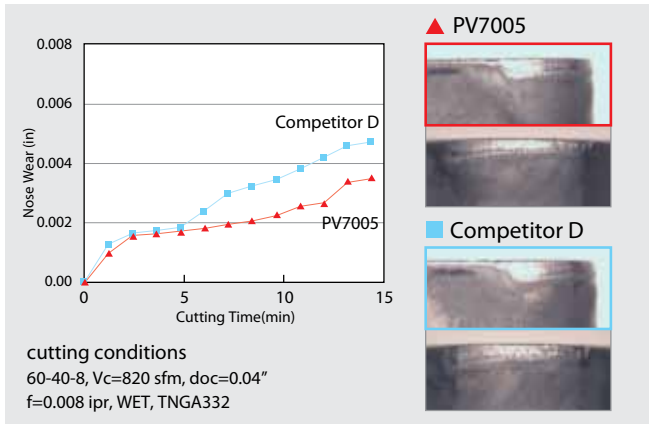 0.008
0.006
0.004
0.002
0.00
Nose Wear (in)
Competitor D
PV7005
0
5
10
15
Cutting Time(min)
cutting conditions
60-40-8, Vc=820 sfm, doc=0.04”
f=0.008 ipr, WET, TNGA332
PV7005
Competitor D